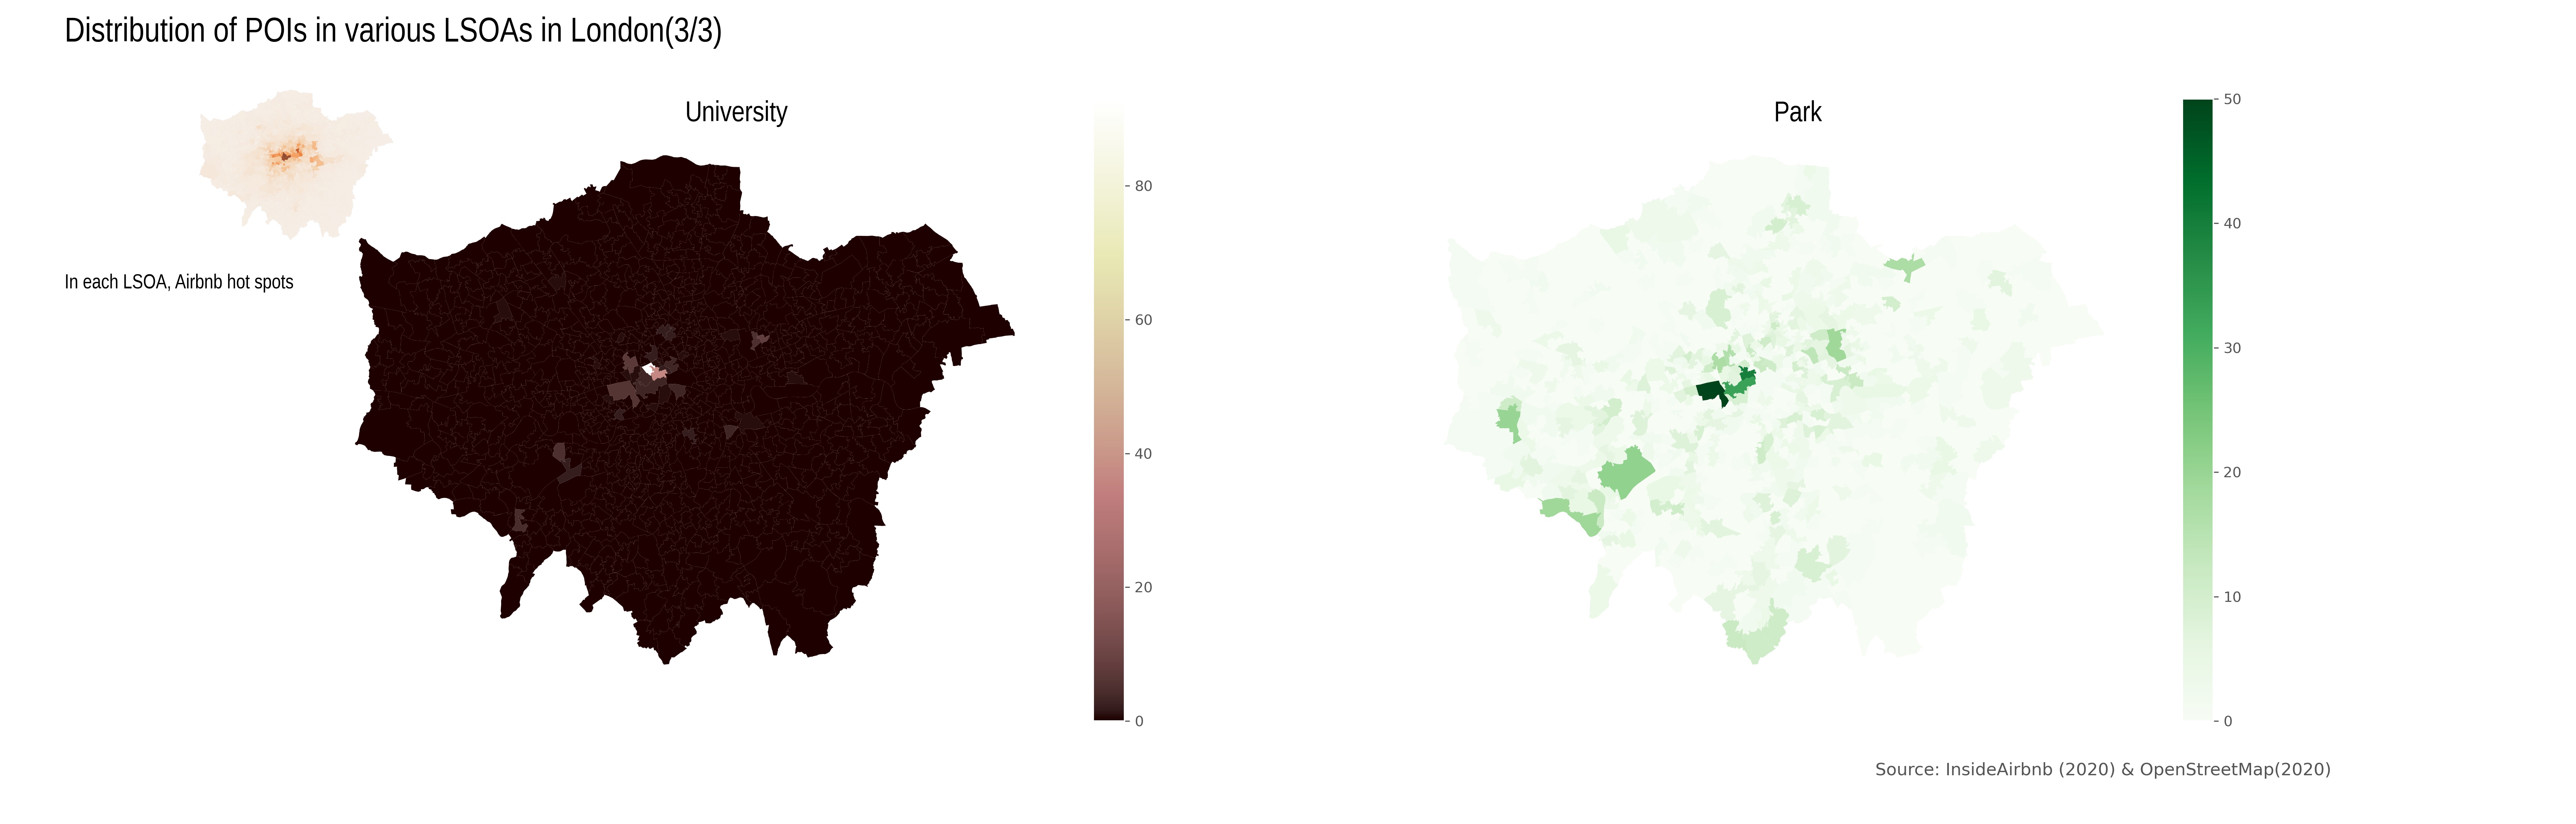 Distribution of POIs in various LSOAs in London(3/3)
University
80
60
40
20
0
In each LSOA, Airbnb hot spots
Park
50
40
30
20
10
0
Source: InsideAirbnb (2020) & OpenStreetMap(2020)